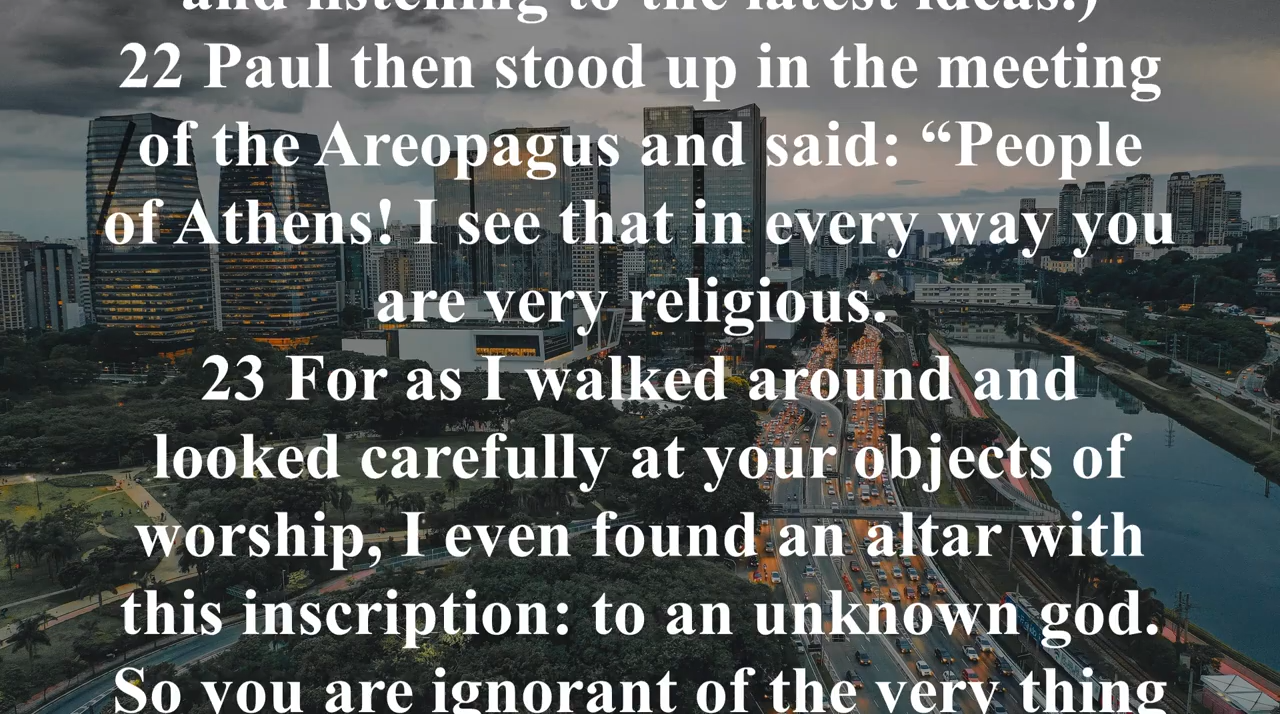 and listening to the latest ideas.)
22 Paul then stood up in the meeting
of the Areopagus and said: “People
of Athens! I see that in every way you
are very religious.
23 For as I walked around and
looked carefully at your objects of
worship, I even found an altar with
this inscription: to an unknown god.
So you are ignorant of the very thing